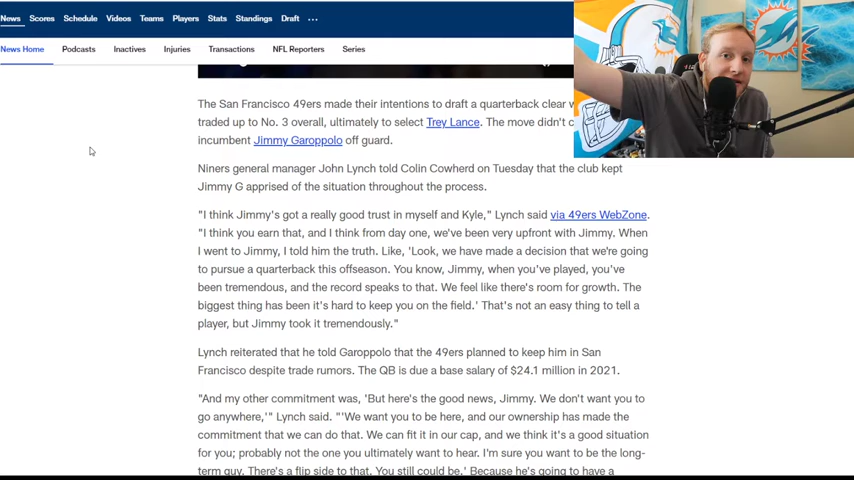 News Scores Schedule Videos Teams Players Stats Standings Draft ...
News Home Podcasts Inactives Injuries Transactions NFL Reporters Series
The San Francisco 49ers made their intentions to draft a quarterback clear
traded up to No. 3 overall, ultimately to select Trey Lance. The move didn't
incumbent Jimmy Garoppolo off guard.
Niners general manager John Lynch told Colin Cowherd on Tuesday that the club kept
Jimmy G apprised of the situation throughout the process.
"I think Jimmy's got a really good trust in myself and Kyle," Lynch said via 49ers WebZone.
"I think you earn that, and I think from day one, we've been very upfront with Jimmy. When
I went to Jimmy, I told him the truth. Like, 'Look, we have made a decision that we're going
to pursue a quarterback this offseason. You know, Jimmy, when you've played, you've
been tremendous, and the record speaks to that. We feel like there's room for growth. The
biggest thing has been it's hard to keep you on the field.' That's not an easy thing to tell a
player, but Jimmy took it tremendously."
Lynch reiterated that he told Garoppolo that the 49ers planned to keep him in San
Francisco despite trade rumors. The QB is due a base salary of $24.1 million in 2021.
"And my other commitment was, 'But here's the good news, Jimmy. We don't want you to
go anywhere,'" Lynch said. "'We want you to be here, and our ownership has made the
commitment that we can do that. We can fit it in our cap, and we think it's a good situation
for you; probably not the one you ultimately want to hear. I'm sure you want to be the long-
term guy. There's a flip side to that. You still could be.' Because he's going to have a